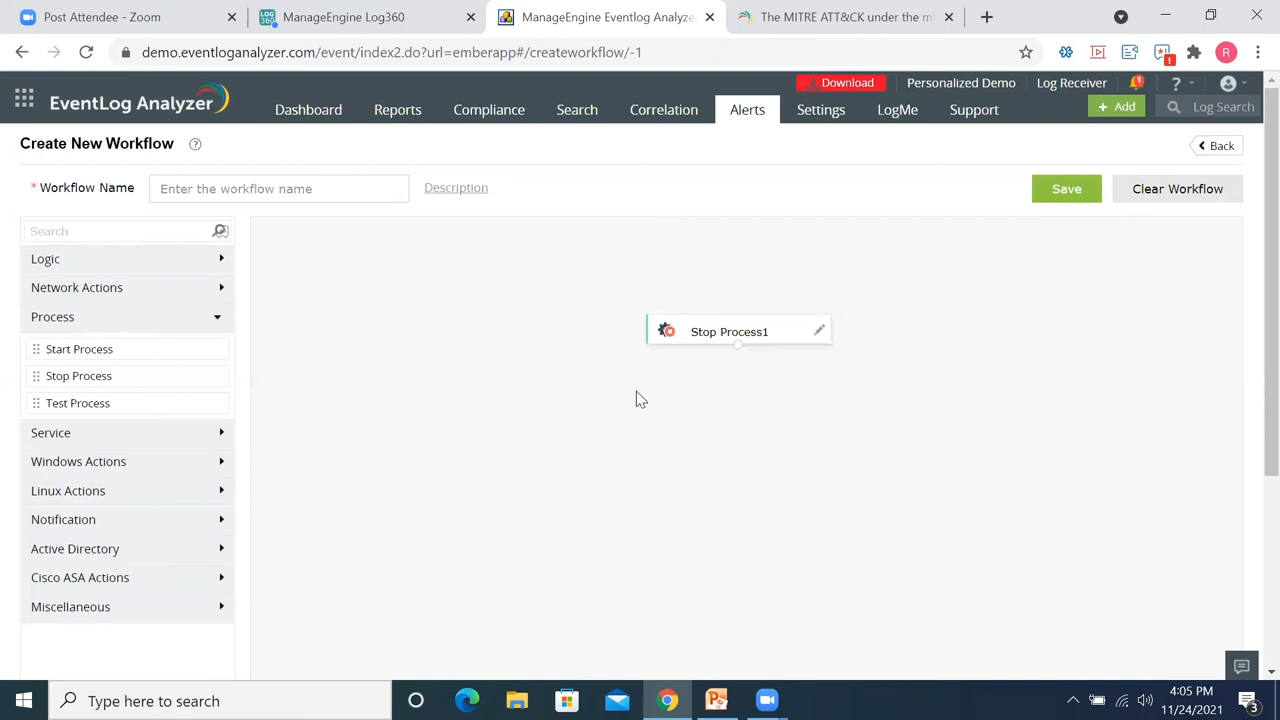 Post Attendee - Zoom
ManageEngine Log360
ManageEngine Eventlog Analyze
The MITRE ATT&CK under the mi
demo.eventloganalyzer.com/event/index2.do?url=emberapp#/createworkflow/-1
R
Download
Personalized Demo
Log Receiver
1
?
EventLog Analyzer
Dashboard
Reports
Compliance
Search
Correlation
Alerts
Settings
LogMe
Support
+ Add
Log Search
Create New Workflow
?
Back
* Workflow Name
Enter the workflow name
Description
Save
Clear Workflow
Search
Logic
Network Actions
Process
Start Process
Stop Process
Test Process
Service
Windows Actions
Linux Actions
Notification
Active Directory
Cisco ASA Actions
Miscellaneous
Stop Process1
Type here to search
4:05 PM
11/24/2021
3